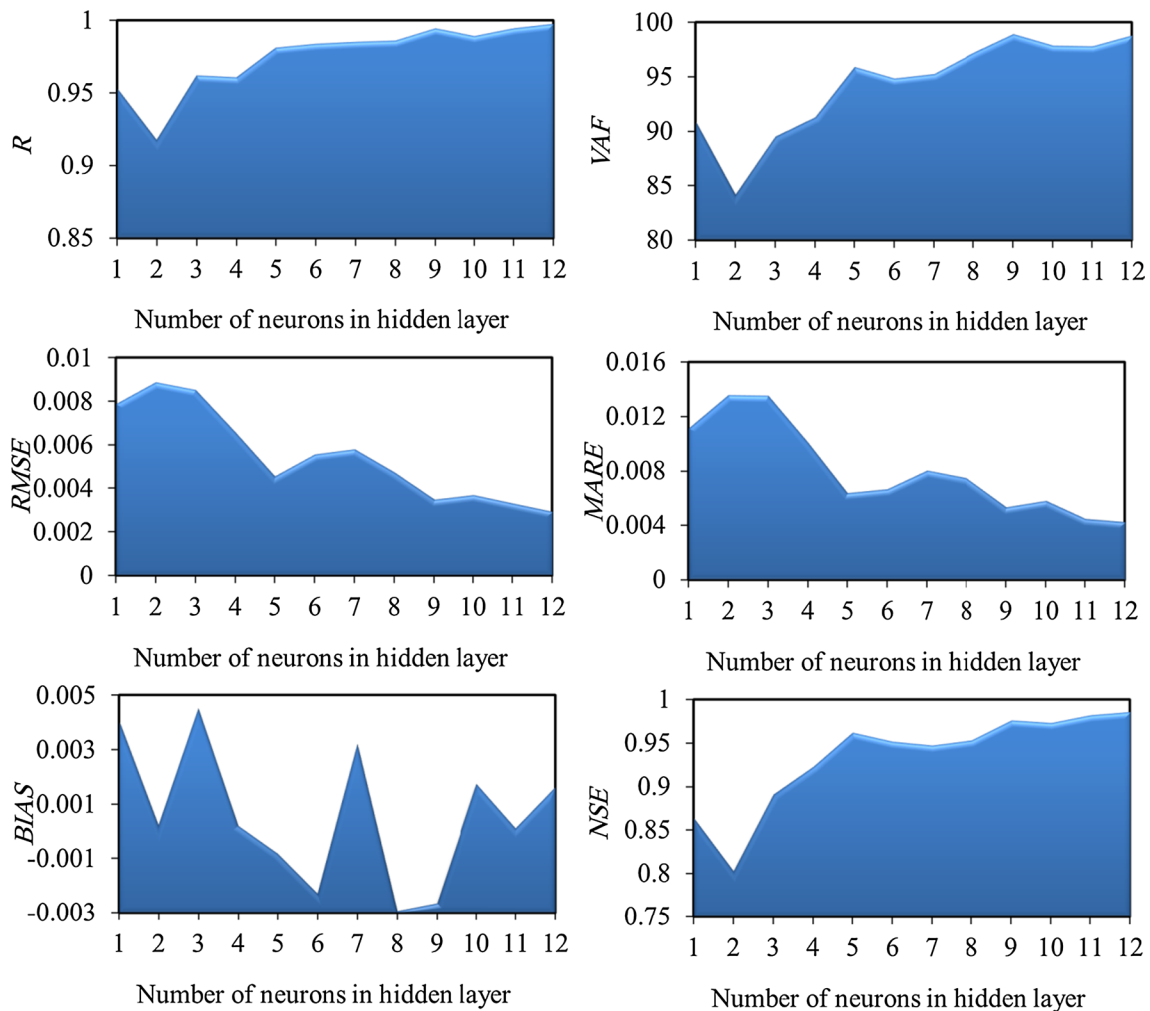 R
1
0.95
0.9
0.85
1 2 3 4 5 6 7 8 9 10 11 12
Number of neurons in hidden layer
VAF
100
95
90
85
80
1 2 3 4 5 6 7 8 9 10 11 12
Number of neurons in hidden layer
RMSE
0.01
0.008
0.006
0.004
0.002
0
1 2 3 4 5 6 7 8 9 10 11 12
Number of neurons in hidden layer
MARE
0.016
0.012
0.008
0.004
0
1 2 3 4 5 6 7 8 9 10 11 12
Number of neurons in hidden layer
BIAS
0.005
0.003
0.001
-0.001
-0.003
1 2 3 4 5 6 7 8 9 10 11 12
Number of neurons in hidden layer
NSE
1
0.95
0.9
0.85
0.8
0.75
1 2 3 4 5 6 7 8 9 10 11 12
Number of neurons in hidden layer